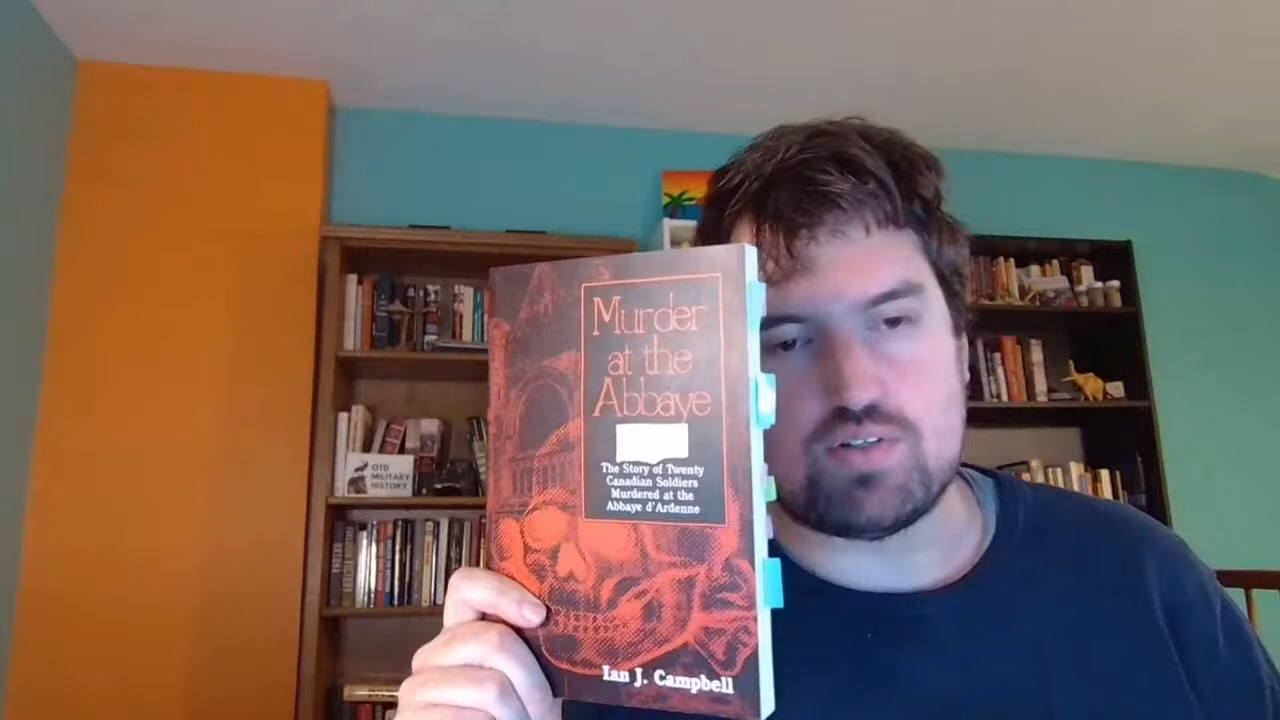 Murder
at the
Abbaye
The Story of Twenty
Canadian Soldiers
Murdered at the
Abbaye d'Ardenne
Ian J. Campbell
OTD
MILITARY
HISTORY